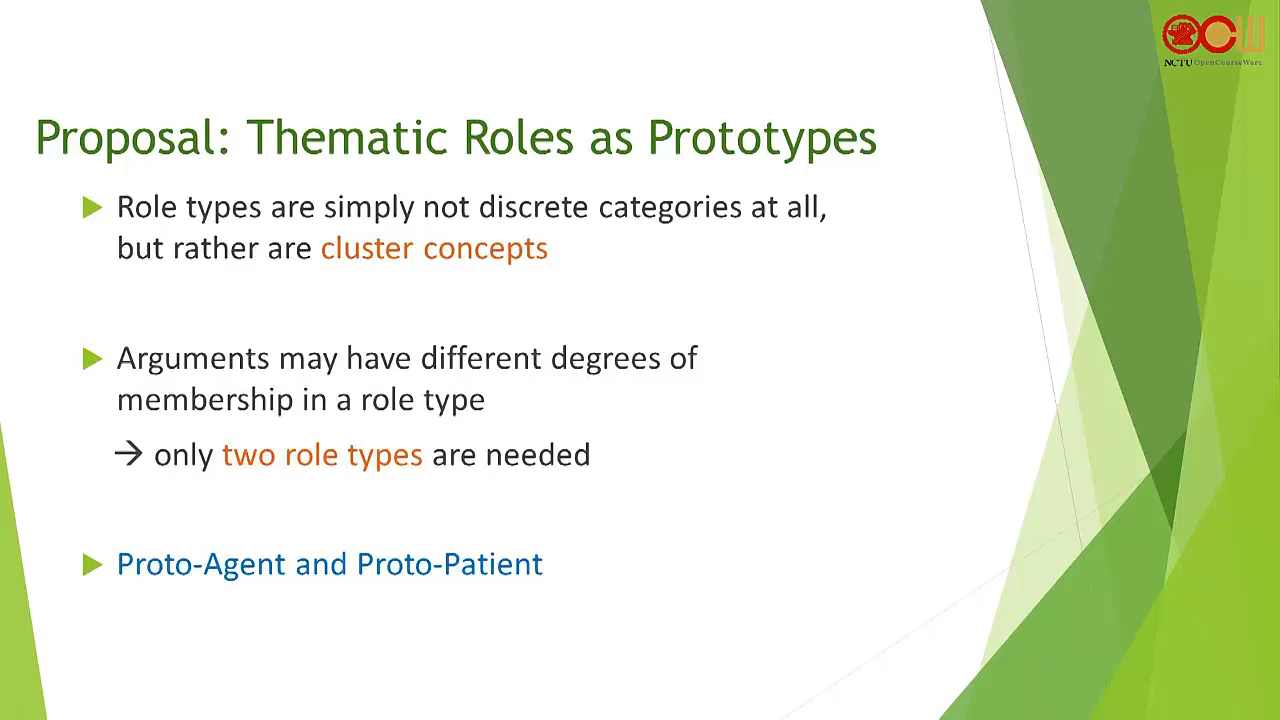 OCW
NCTU OpenCourseWare
Proposal: Thematic Roles as Prototypes
Role types are simply not discrete categories at all,
but rather are cluster concepts
Arguments may have different degrees of
membership in a role type
→ only two role types are needed
Proto-Agent and Proto-Patient